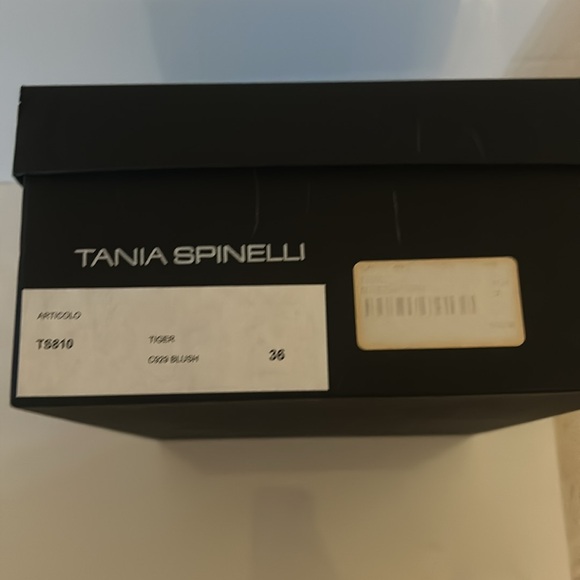 TANIA SPINELLI
ARTICOLO
TS810
TIGER
C929 BLUSH
36